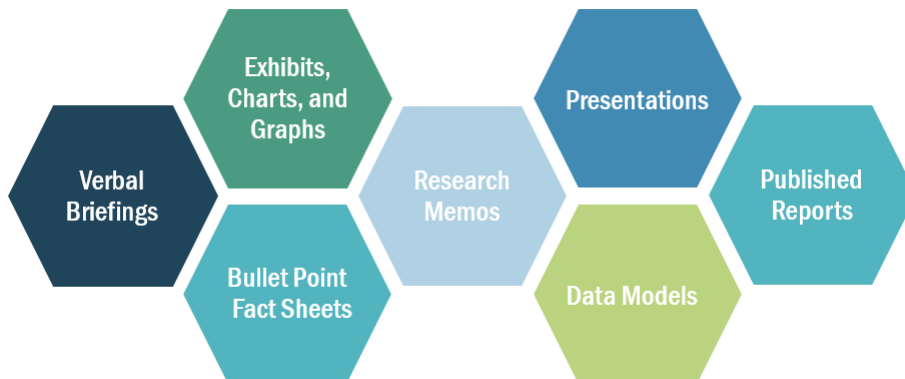 Verbal
Briefings
Exhibits,
Charts, and
Graphs
Bullet Point
Fact Sheets
Research
Memos
Presentations
Data Models
Published
Reports